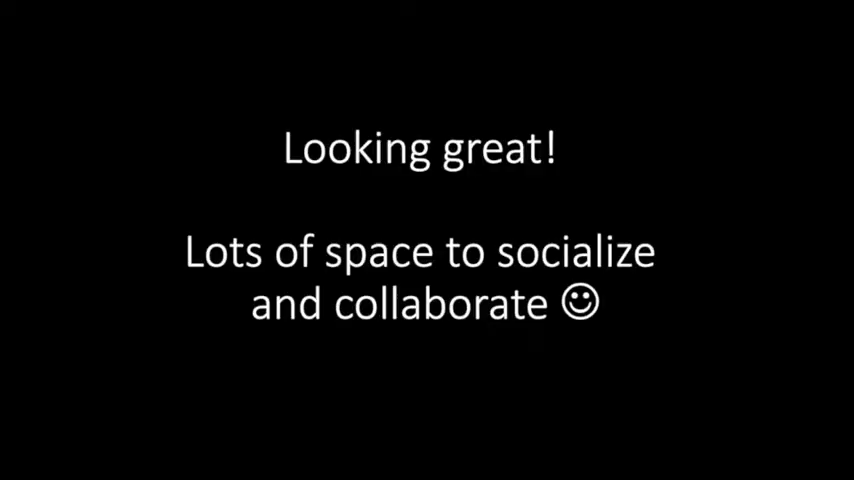 Looking great!
Lots of space to socialize
and collaborate ☺